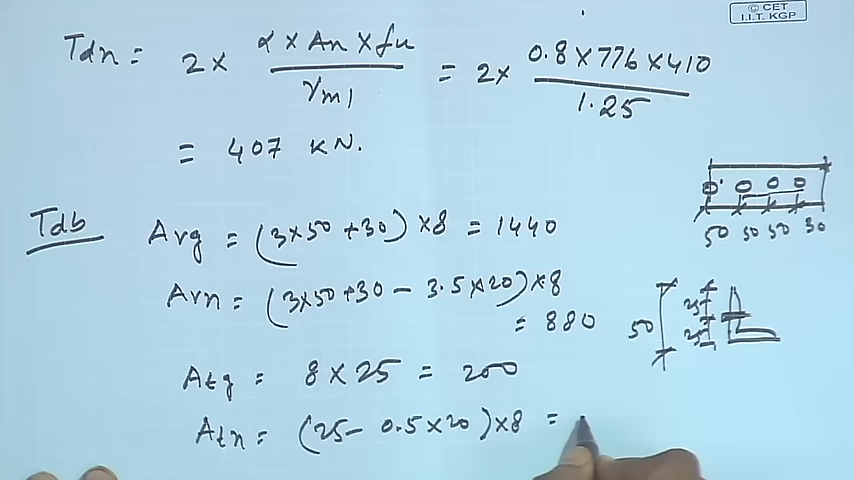 © CET
I.I.T. KGP
Tdn = 2 × α × An × fu / γm1 = 2 × 0.8 × 776 × 410 / 1.25
= 407 KN.
Tdb Avg = (3×50 + 30) × 8 = 1440
Avn = (3×50+30 – 3.5×20) × 8
= 880
Atg = 8 × 25 = 200
Atn = (25 – 0.5 × 20) × 8 =
50 50 50 30
50 25
25